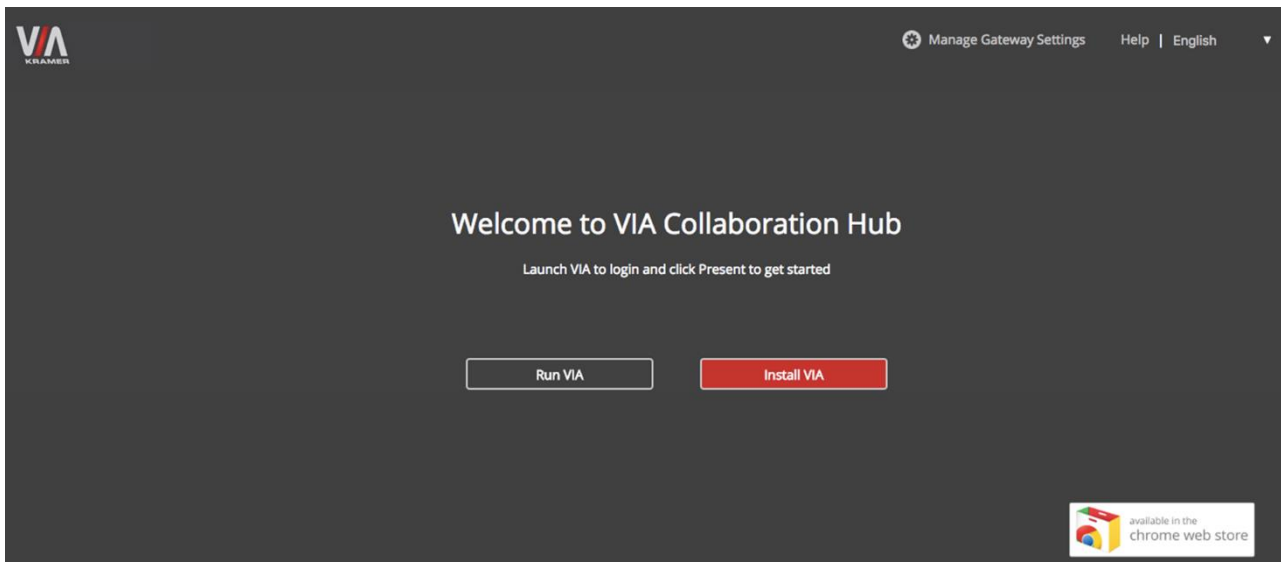 VIA
KRAMER
Manage Gateway Settings Help | English
Welcome to VIA Collaboration Hub
Launch VIA to login and click Present to get started
Run VIA Install VIA
available in the
chrome web store